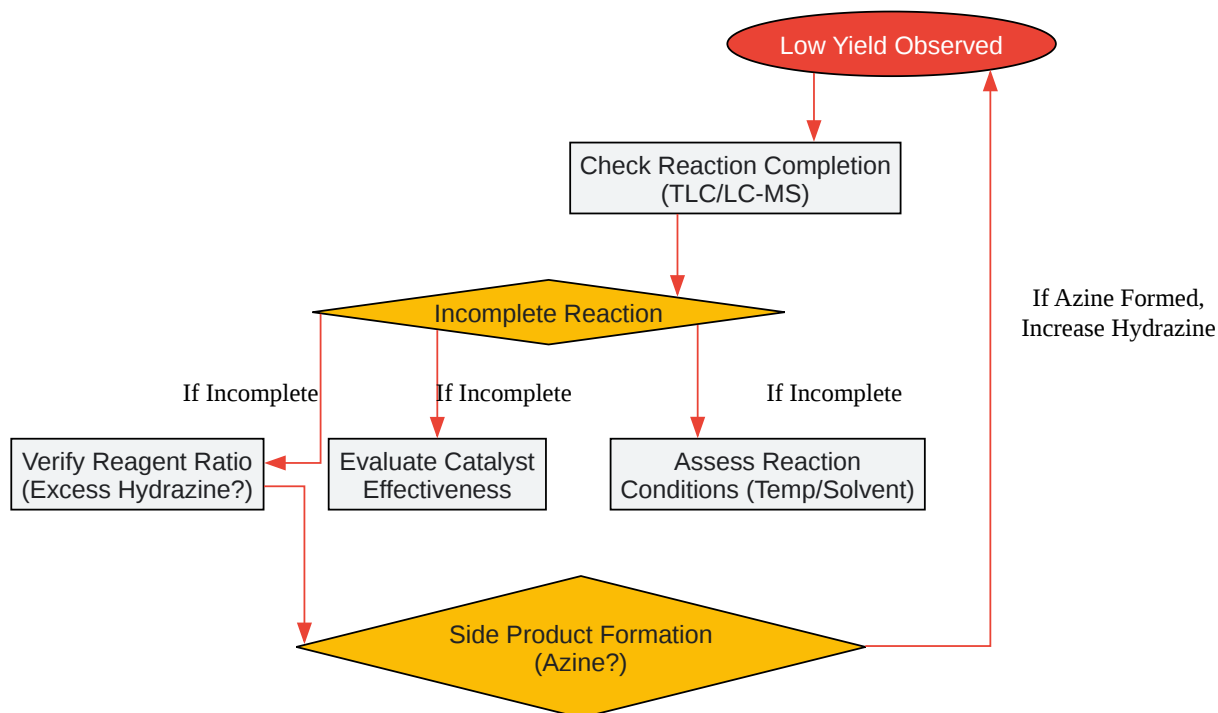 Low Yield Observed
Check Reaction Completion
(TLC/LC-MS)
If Azine Formed,
Increase Hydrazine
Incomplete Reaction
If Incomplete
If Incomplete
If Incomplete
Verify Reagent Ratio
(Excess Hydrazine?)
Evaluate Catalyst
Effectiveness
Assess Reaction
Conditions (Temp/Solvent)
Side Product Formation
(Azine?)